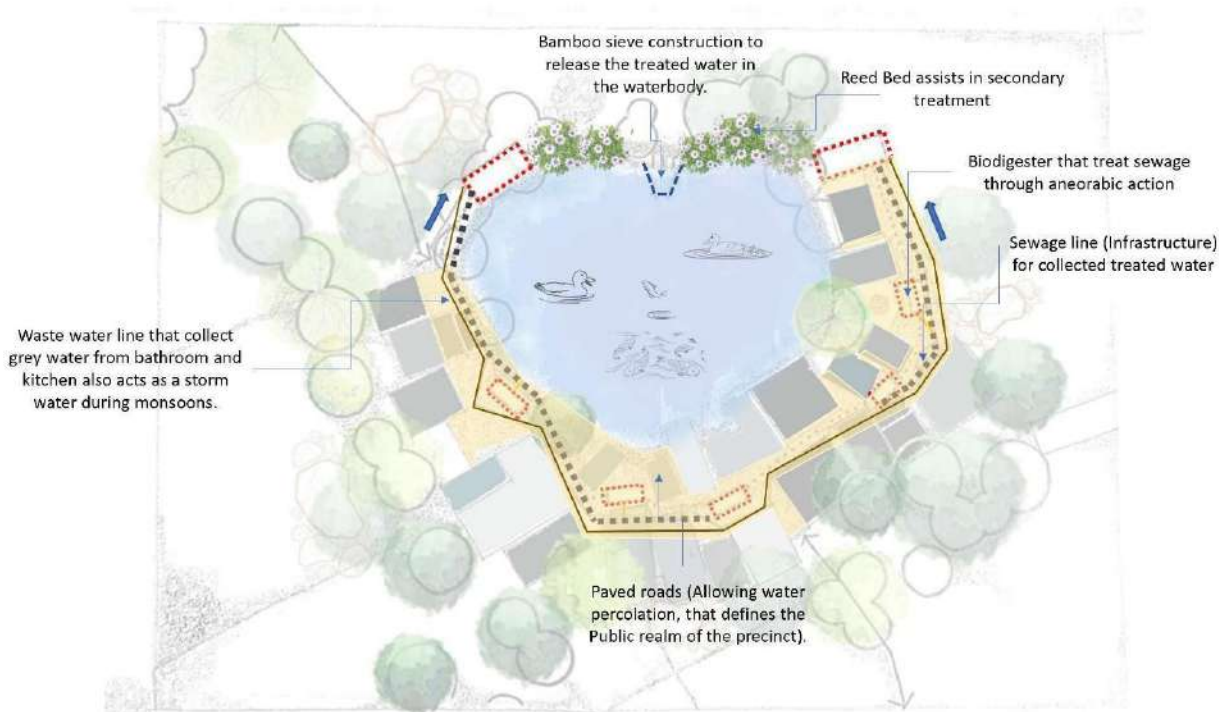 Bamboo sieve construction to
release the treated water in
the waterbody.
Reed Bed assists in secondary
treatment
Biodigester that treat sewage
through aneorabic action
Sewage line (Infrastructure)
for collected treated water
Waste water line that collect
grey water from bathroom and
kitchen also acts as a storm
water during monsoons.
Paved roads (Allowing water
percolation, that defines the
Public realm of the precinct).